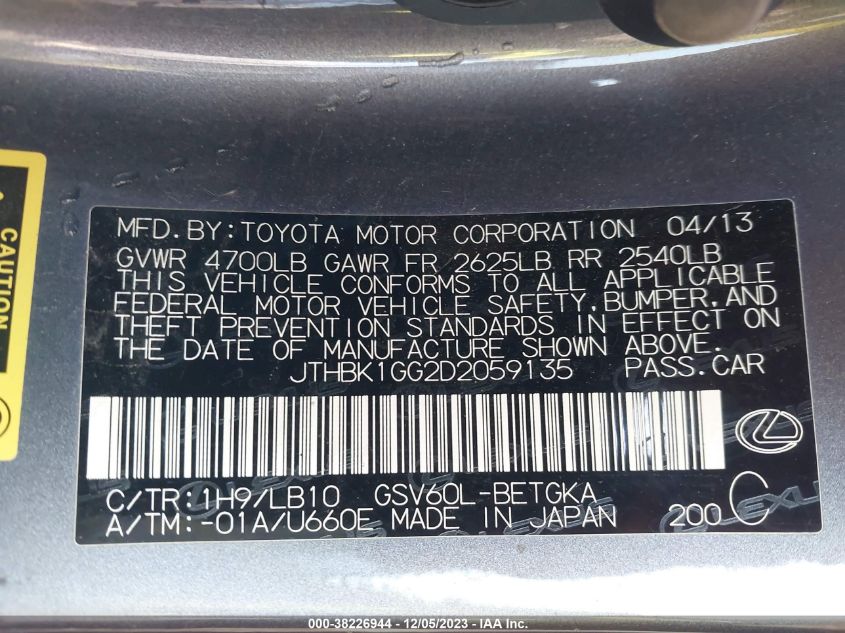 CAUTION
MFD.BY:TOYOTA MOTOR CORPORATION 04/13
GVWR 4700LB GAWR FR 2625LB RR 2540LB
THIS VEHICLE CONFORMS TO ALL APPLICABLE
FEDERAL MOTOR VEHICLE SAFETY,BUMPER,AND
THEFT PREVENTION STANDARDS IN EFFECT ON
THE DATE OF MANUFACTURE SHOWN ABOVE.
JTHBK1GG2D2059135 PASS.CAR
C/TR:1H9/LB10 GSV60L-BETGKA
A/TM:-01A/U660E MADE IN JAPAN 200
LEXUS
000-38226944 - 12/05/2023 - IAA Inc.